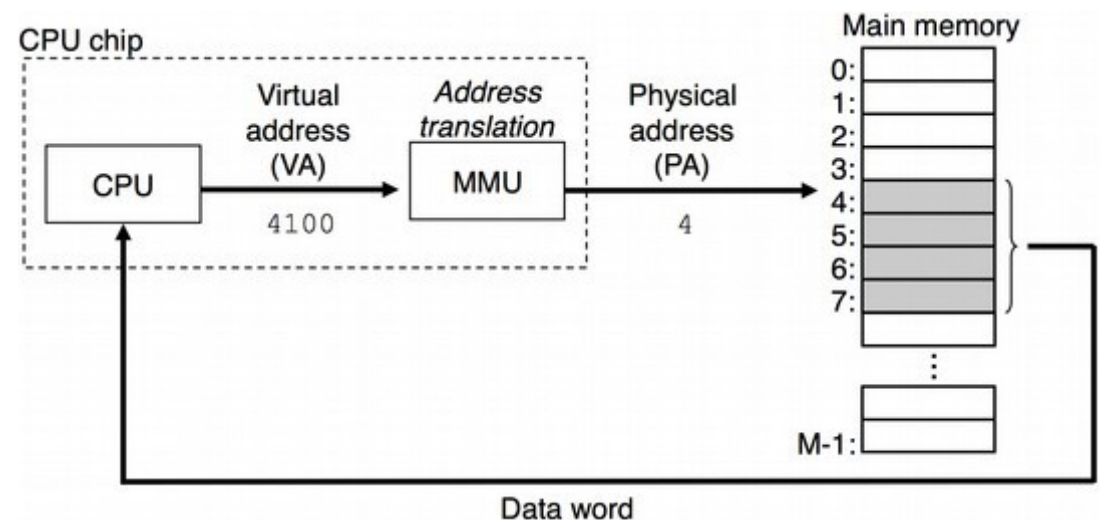 CPU chip
CPU
Virtual
address
(VA)
4100
Address
translation
MMU
Physical
address
(PA)
4
Main memory
0:
1:
2:
3:
4:
5:
6:
7:
M-1:
Data word